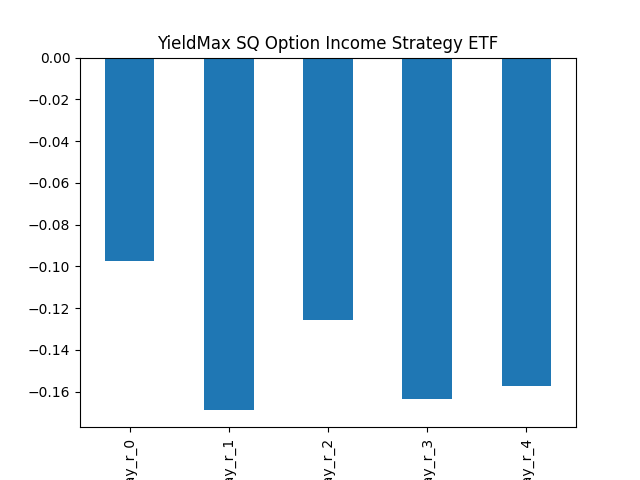 YieldMax SQ Option Income Strategy ETF
0.00
−0.02
−0.04
−0.06
−0.08
−0.10
−0.12
−0.14
−0.16
ay_r_0
ay_r_1
ay_r_2
ay_r_3
ay_r_4